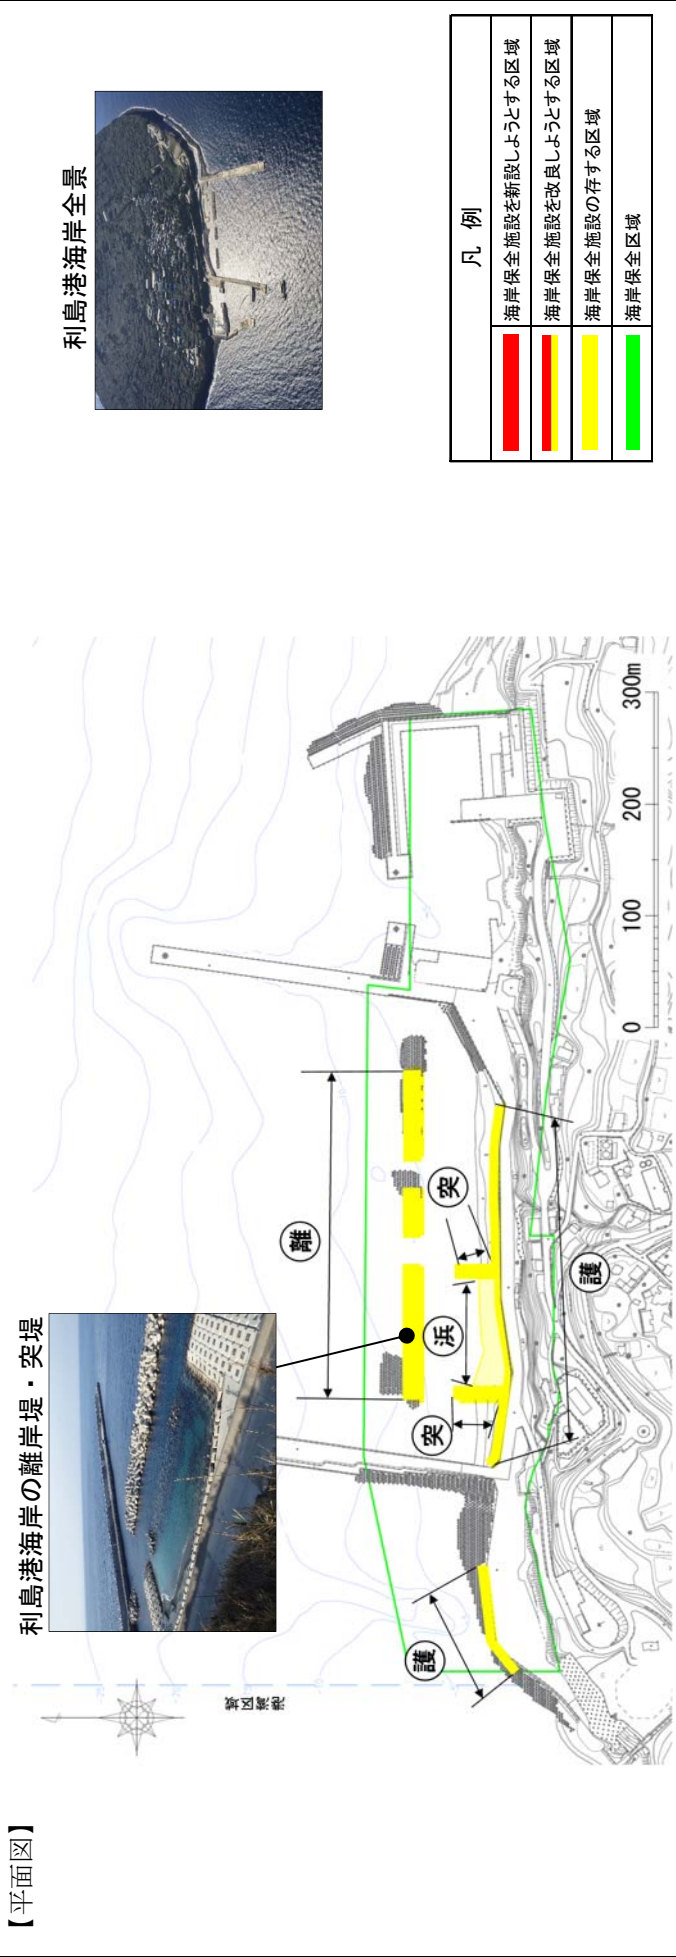 【平面図】
利島港海岸の離岸堤・突堤
利島港海岸全景
港湾区域
離
突
浜
突
護
護
0 100 200 300m
凡 例
海岸保全施設を新設しようとする区域
海岸保全施設を改良しようとする区域
海岸保全施設の存する区域
海岸保全区域